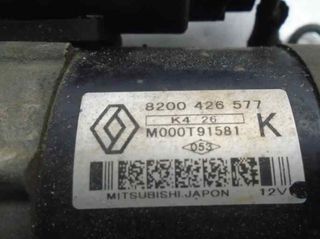 8200 426 577
K4 26
M000T91581 K
053
MITSUBISHI.JAPON 12V